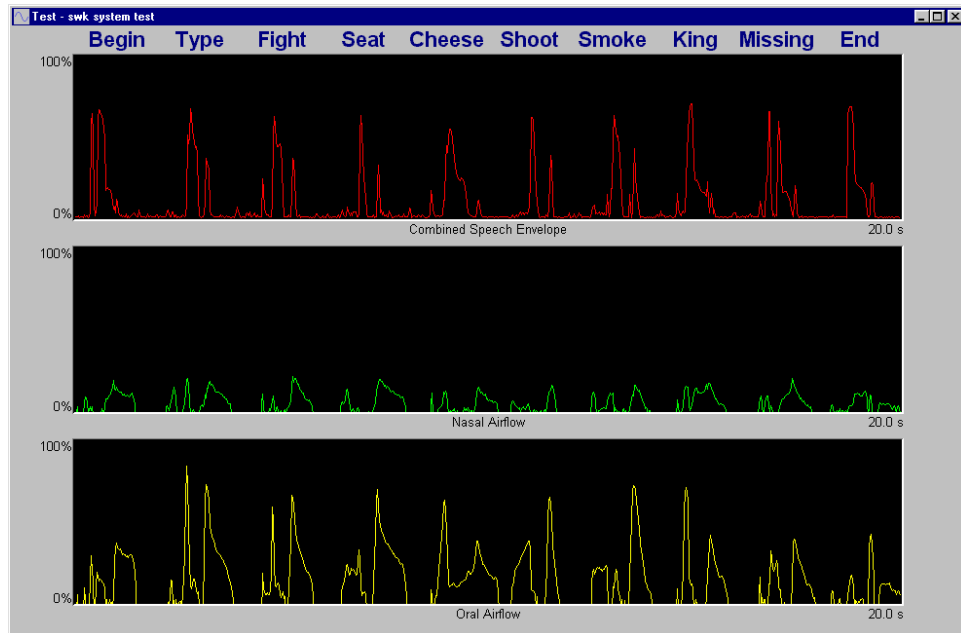 Test - swk system test
Begin Type Fight Seat Cheese Shoot Smoke King Missing End
100%
0%
Combined Speech Envelope 20.0 s
100%
0%
Nasal Airflow 20.0 s
100%
0%
Oral Airflow 20.0 s